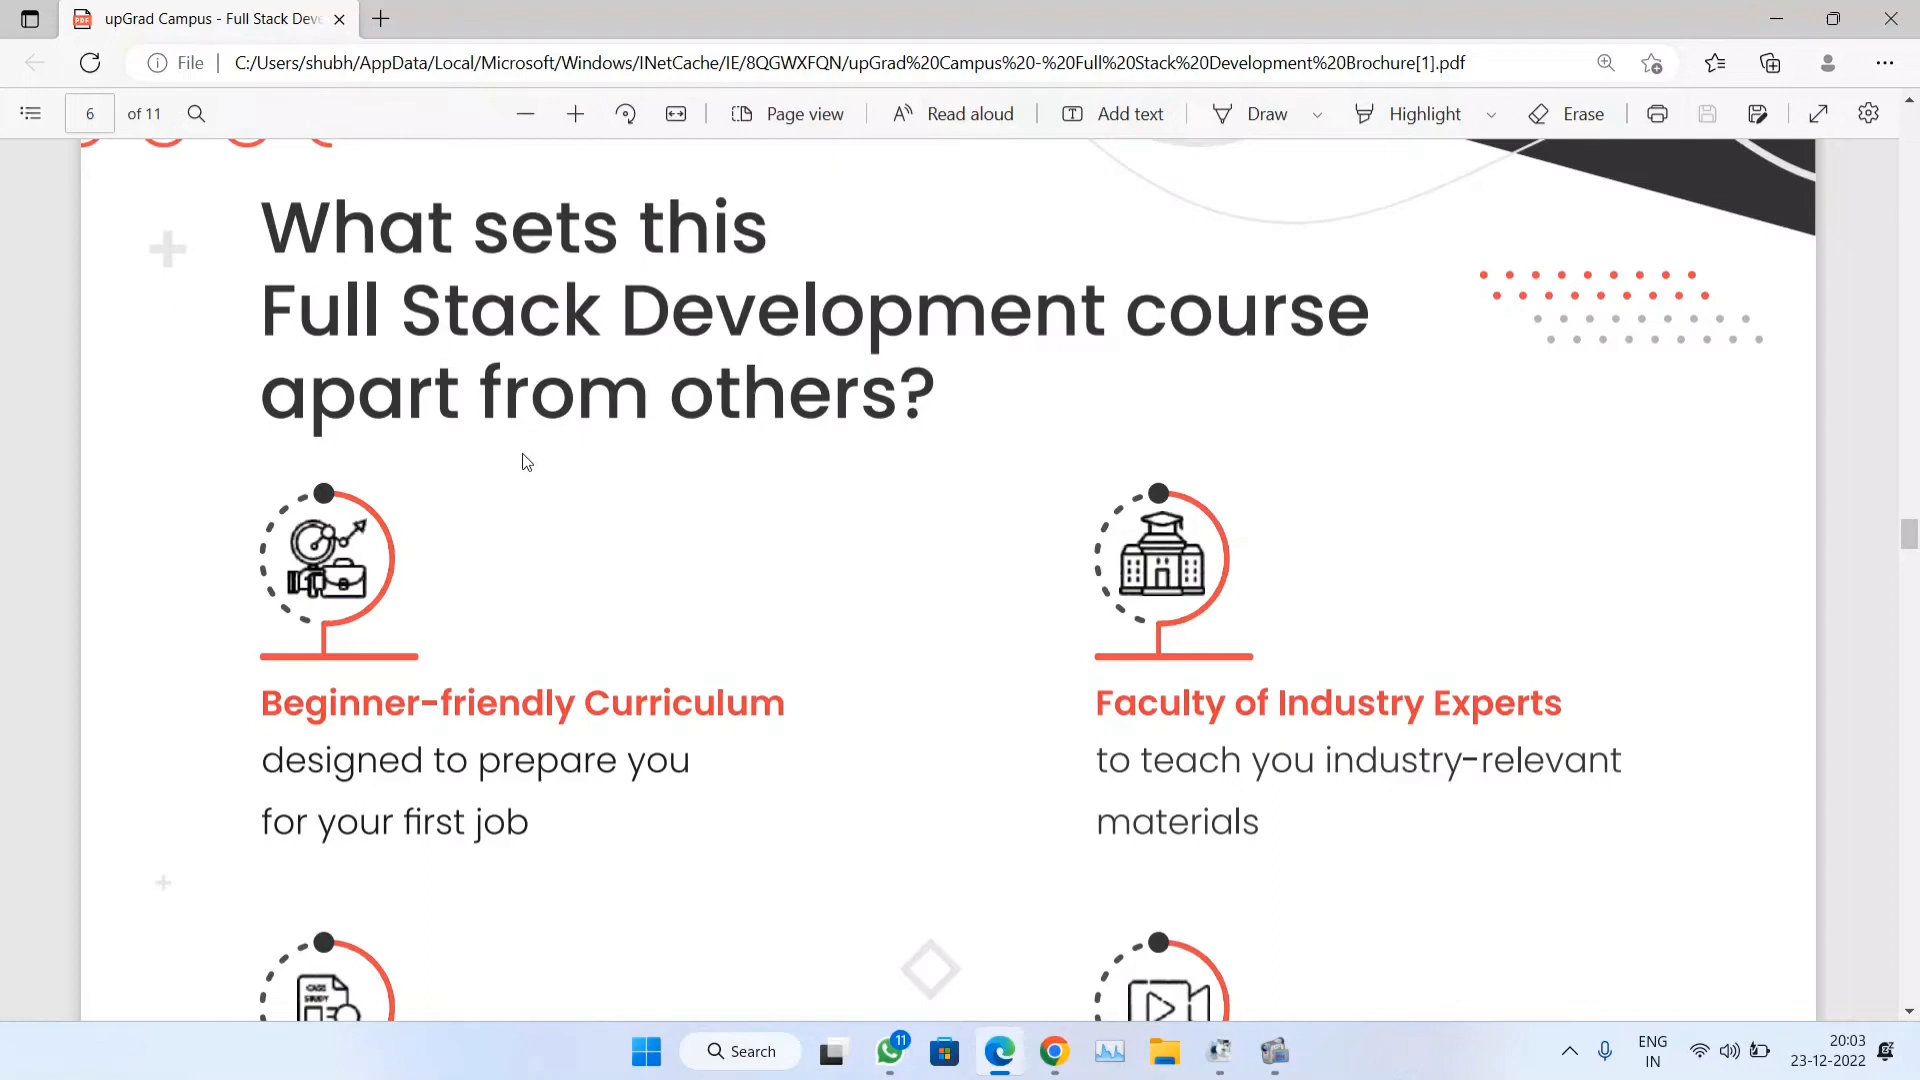 upGrad Campus - Full Stack Deve
File
C:/Users/shubh/AppData/Local/Microsoft/Windows/INetCache/IE/8QGWXFQN/upGrad%20Campus%20-%20Full%20Stack%20Development%20Brochure[1].pdf
6 of 11
Page view
Read aloud
Add text
Draw
Highlight
Erase
What sets this
Full Stack Development course
apart from others?
Beginner-friendly Curriculum
designed to prepare you
for your first job
Faculty of Industry Experts
to teach you industry-relevant
materials
CASE
STUDY
Search
11
ENG
IN
20:03
23-12-2022